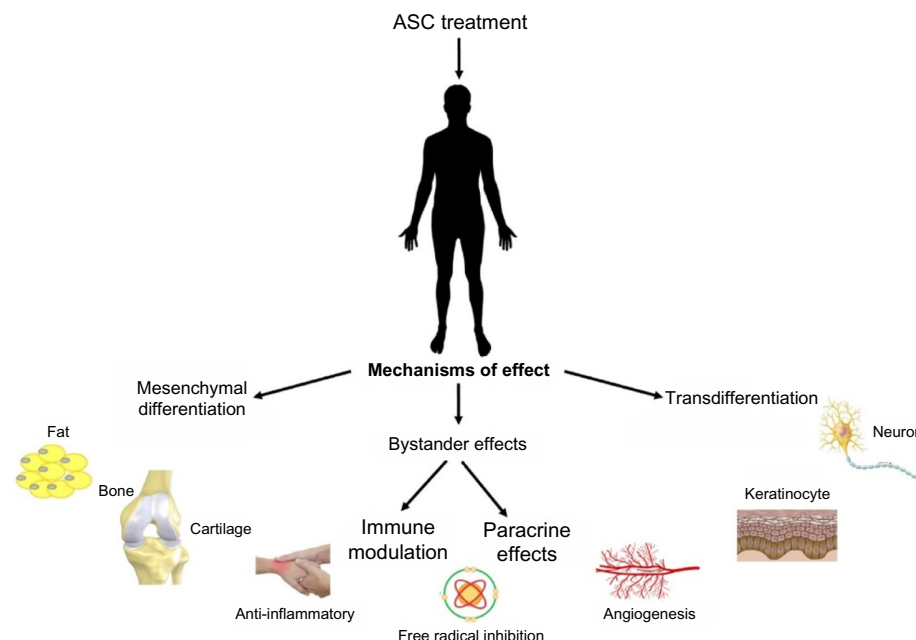 ASC treatment
Mechanisms of effect
Mesenchymal
differentiation
Transdifferentiation
Fat
Bystander effects
Neuron
Bone
Keratinocyte
Cartilage
Immune
modulation
Paracrine
effects
Anti-inflammatory
Angiogenesis
Free radical inhibition